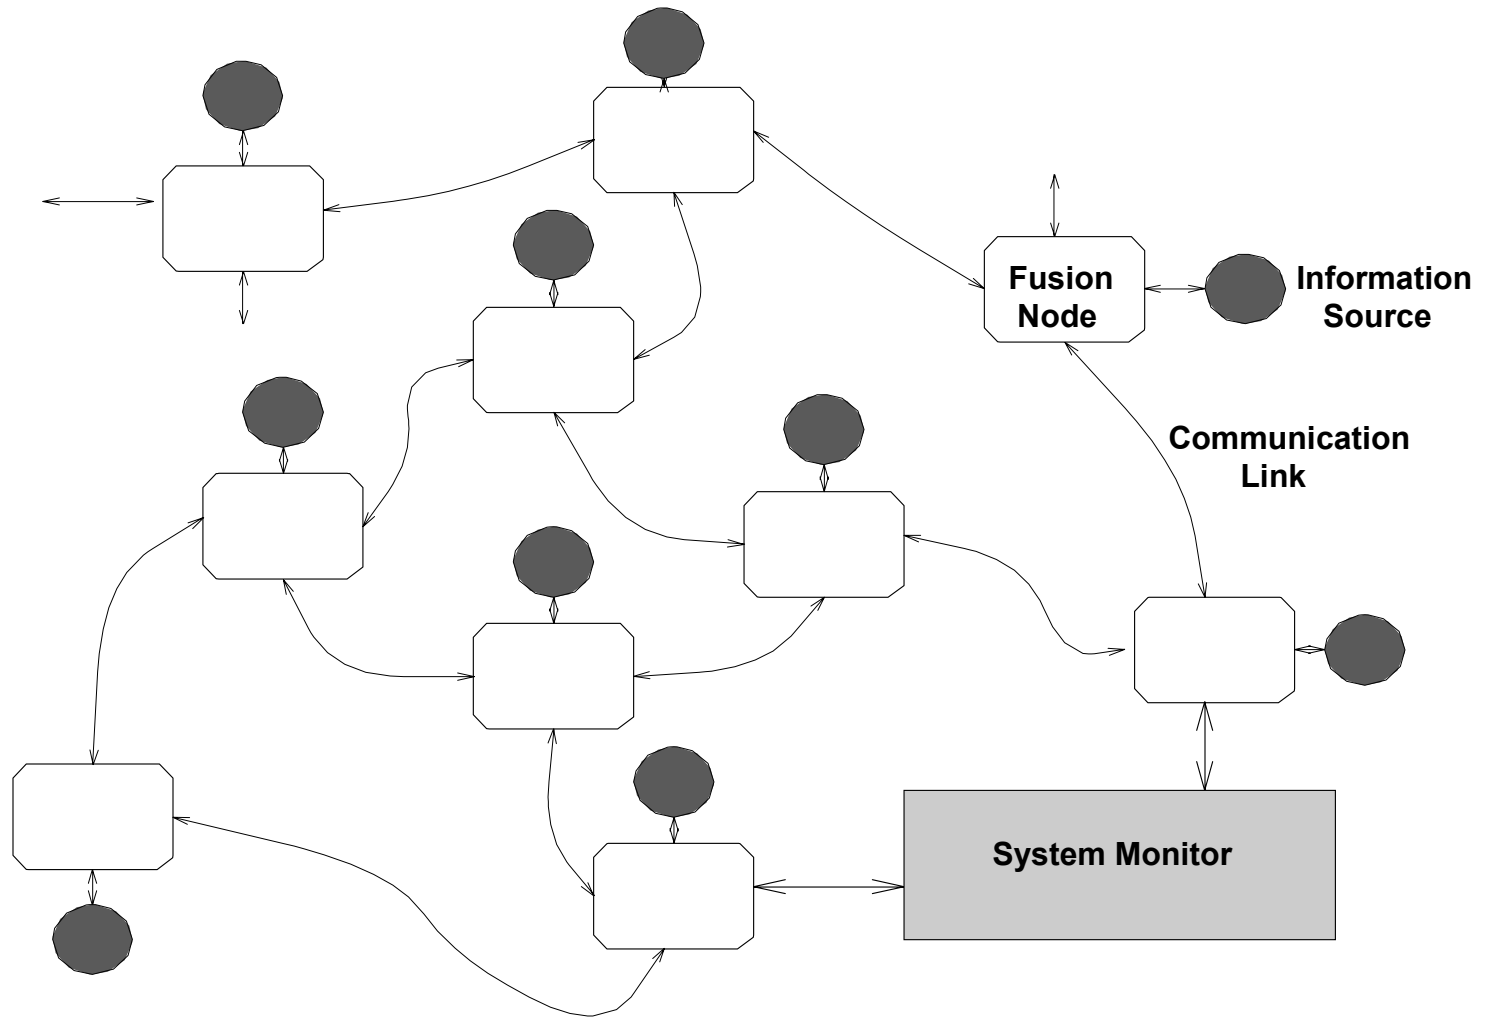 Fusion
Node
Information
Source
Communication
Link
System Monitor